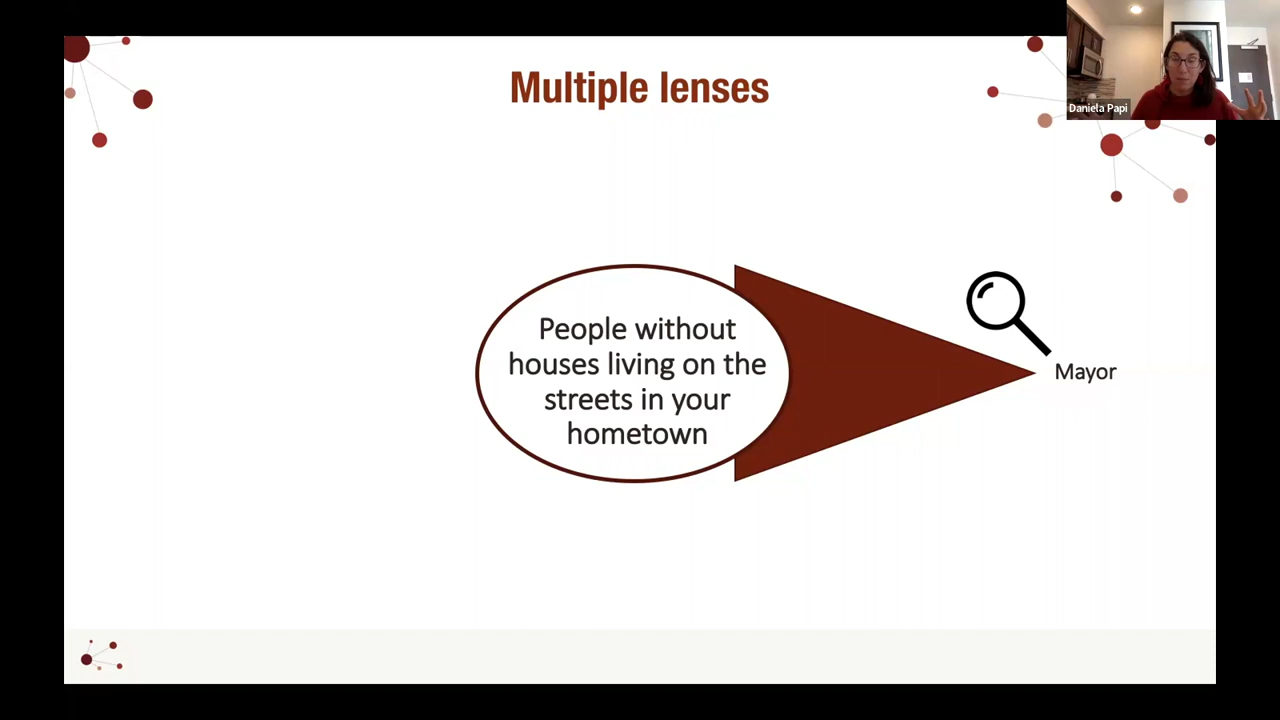 Multiple lenses
Daniela Papi
People without
houses living on the
streets in your
hometown
Mayor